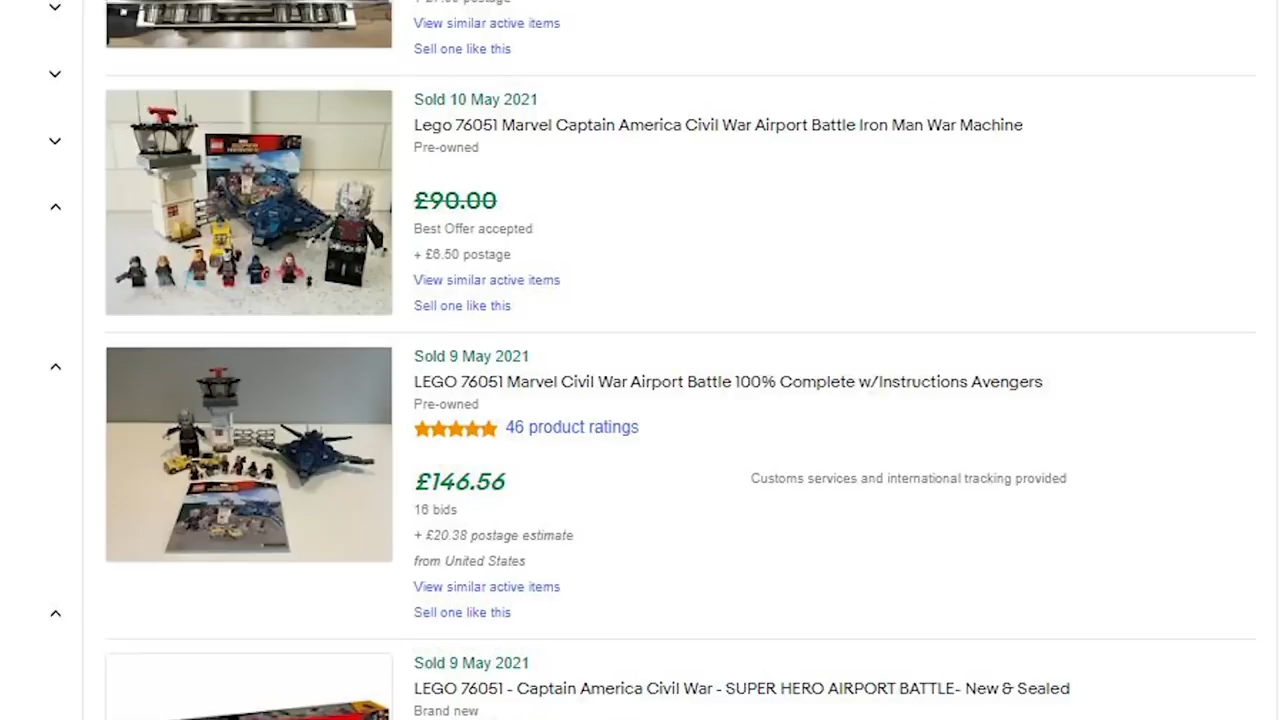 View similar active items
Sell one like this
Sold 10 May 2021
Lego 76051 Marvel Captain America Civil War Airport Battle Iron Man War Machine
Pre-owned
£90.00
Best Offer accepted
+ £6.50 postage
View similar active items
Sell one like this
Sold 9 May 2021
LEGO 76051 Marvel Civil War Airport Battle 100% Complete w/Instructions Avengers
Pre-owned
46 product ratings
£146.56
Customs services and international tracking provided
16 bids
+ £20.38 postage estimate
from United States
View similar active items
Sell one like this
Sold 9 May 2021
LEGO 76051 - Captain America Civil War - SUPER HERO AIRPORT BATTLE- New & Sealed
Brand new